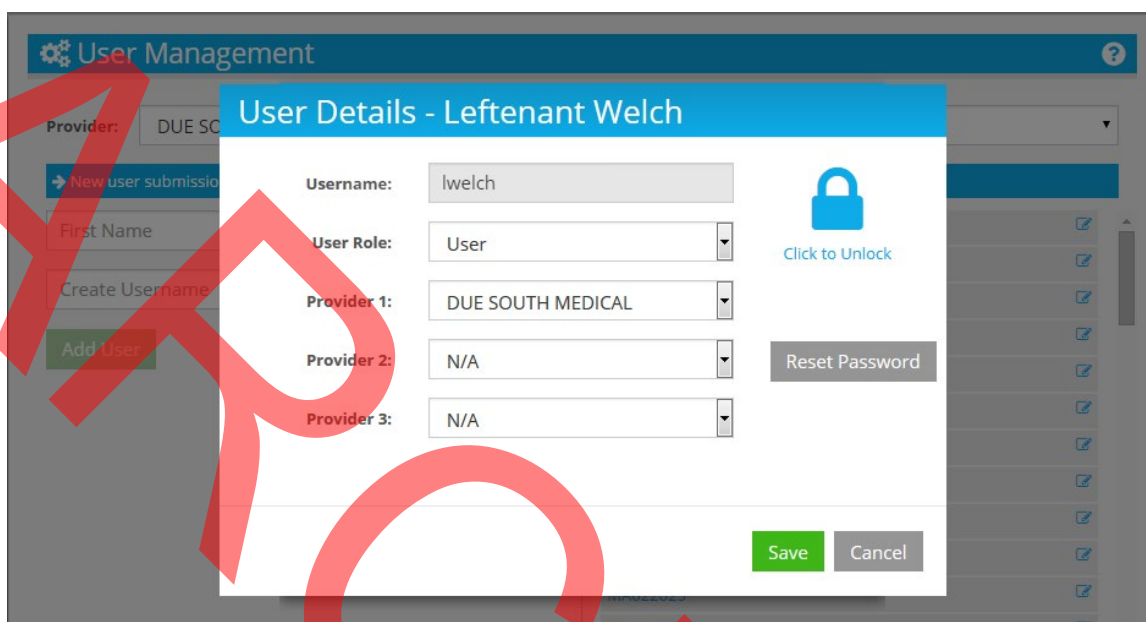 User Management
User Details - Leftenant Welch
Provider: DUE SO
New user submissio
Username: lwelch
First Name
User Role: User
Click to Unlock
Create Username
Provider 1: DUE SOUTH MEDICAL
Add User
Provider 2: N/A
Reset Password
Provider 3: N/A
Save Cancel